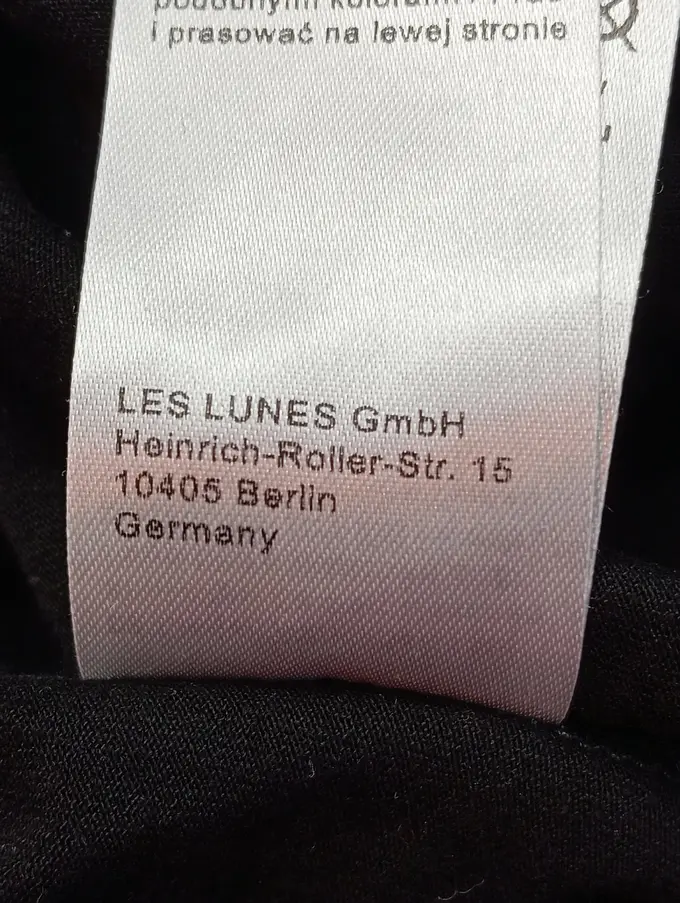 i prasować na lewej stronie
LES LUNES GmbH
Heinrich-Roller-Str. 15
10405 Berlin
Germany